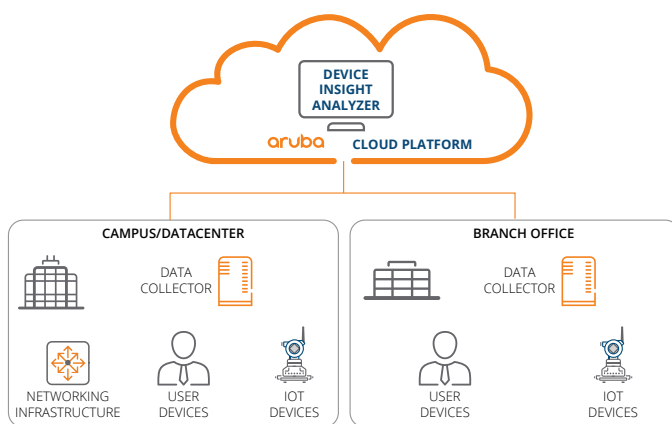 DEVICE
INSIGHT
ANALYZER
aruba CLOUD PLATFORM
CAMPUS/DATACENTER
DATA
COLLECTOR
NETWORKING
INFRASTRUCTURE
USER
DEVICES
IOT
DEVICES
BRANCH OFFICE
DATA
COLLECTOR
USER
DEVICES
IOT
DEVICES